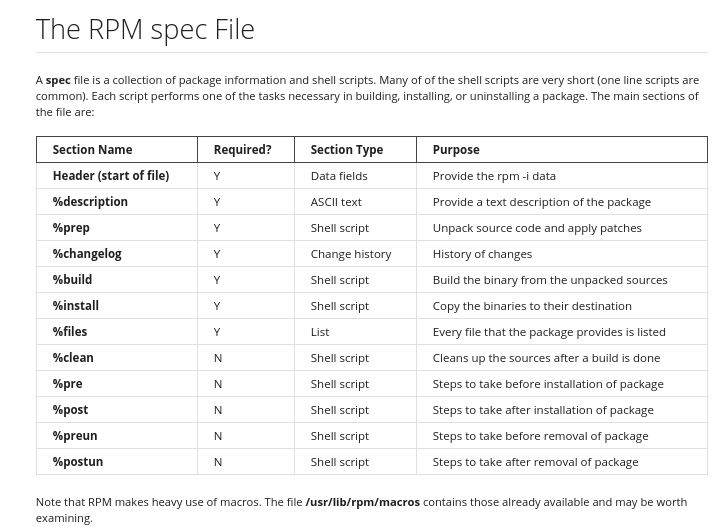 The RPM spec File
A spec file is a collection of package information and shell scripts. Many of of the shell scripts are very short (one line scripts are
common). Each script performs one of the tasks necessary in building, installing, or uninstalling a package. The main sections of
the file are:
Section Name Required? Section Type Purpose
Header (start of file) Y Data fields Provide the rpm -i data
%description Y ASCII text Provide a text description of the package
%prep Y Shell script Unpack source code and apply patches
%changelog Y Change history History of changes
%build Y Shell script Build the binary from the unpacked sources
%install Y Shell script Copy the binaries to their destination
%files Y List Every file that the package provides is listed
%clean N Shell script Cleans up the sources after a build is done
%pre N Shell script Steps to take before installation of package
%post N Shell script Steps to take after installation of package
%preun N Shell script Steps to take before removal of package
%postun N Shell script Steps to take after removal of package
Note that RPM makes heavy use of macros. The file /usr/lib/rpm/macros contains those already available and may be worth
examining.